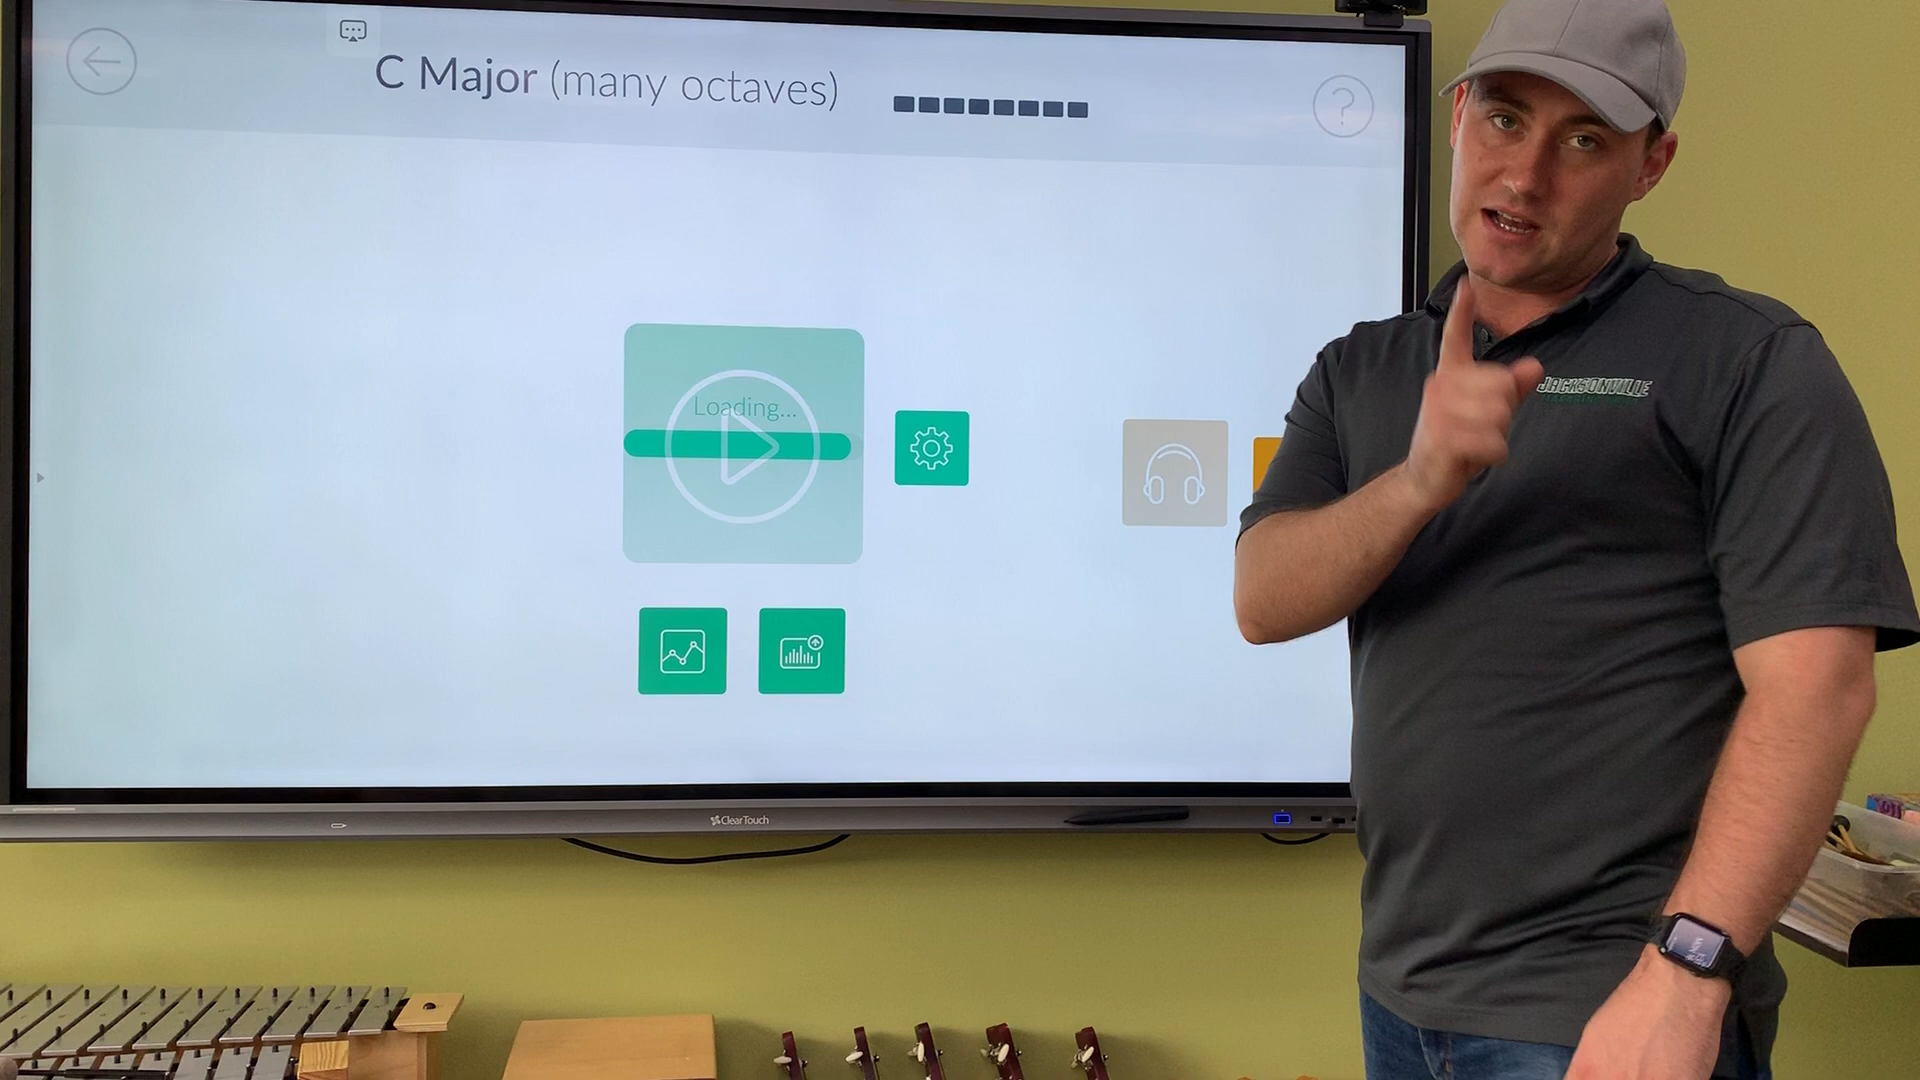 C Major (many octaves)
?
Loading...
JACKSONVILLE
ClearTouch